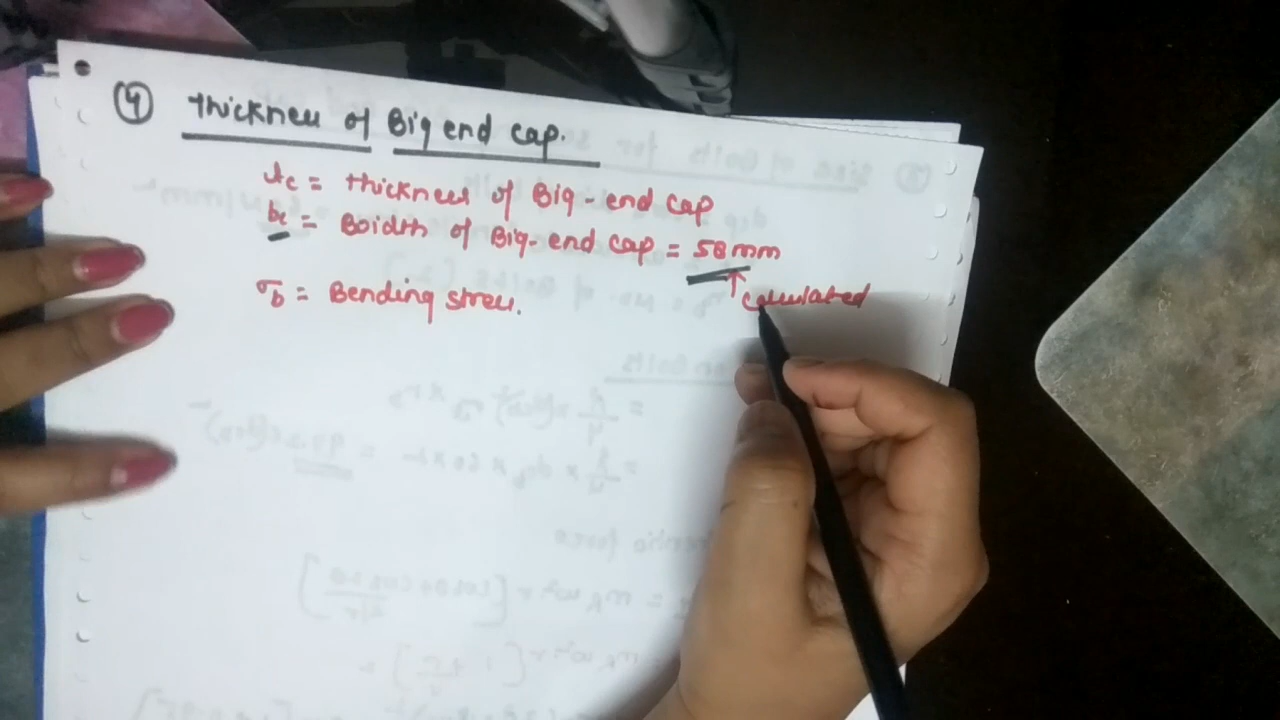 ④ Thickness of Big end cap.
tc = Thickness of Big-end cap
bc = Boidth of Big-end cap = 58mm
↑ calculated
σb = Bending stress.